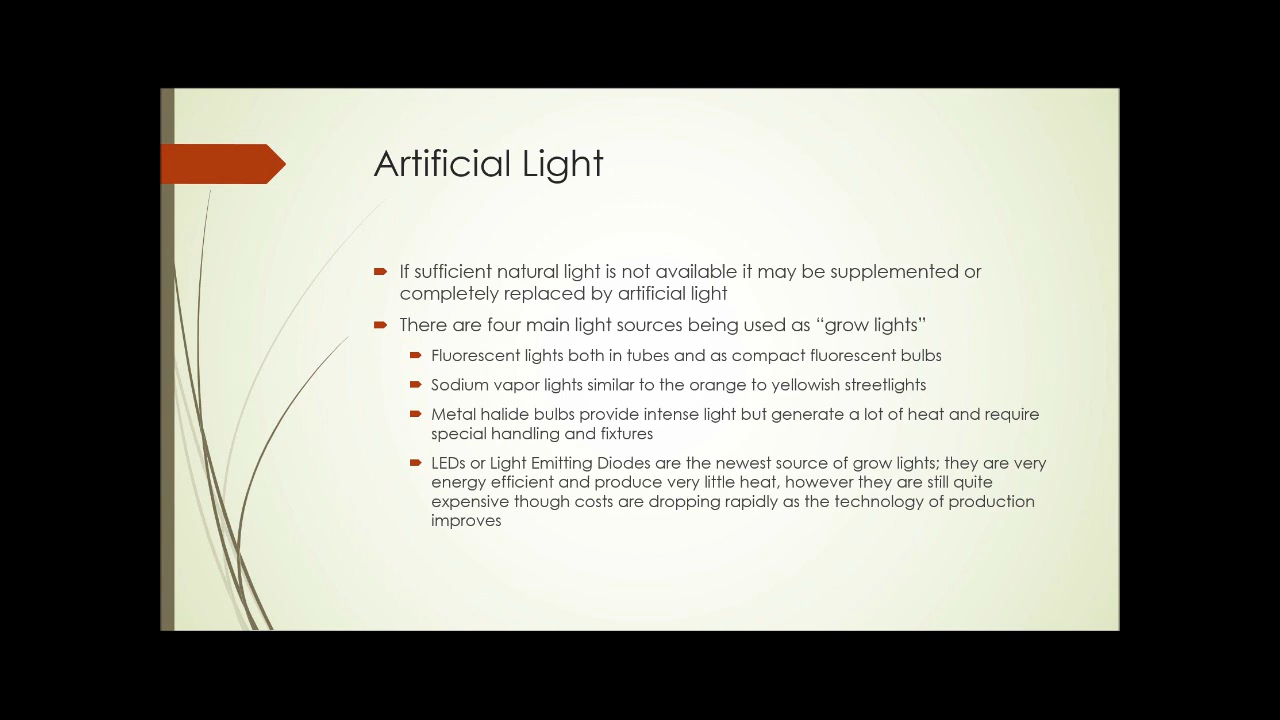 Artificial Light
If sufficient natural light is not available it may be supplemented or
completely replaced by artificial light
There are four main light sources being used as “grow lights”
Fluorescent lights both in tubes and as compact fluorescent bulbs
Sodium vapor lights similar to the orange to yellowish streetlights
Metal halide bulbs provide intense light but generate a lot of heat and require
special handling and fixtures
LEDs or Light Emitting Diodes are the newest source of grow lights; they are very
energy efficient and produce very little heat, however they are still quite
expensive though costs are dropping rapidly as the technology of production
improves